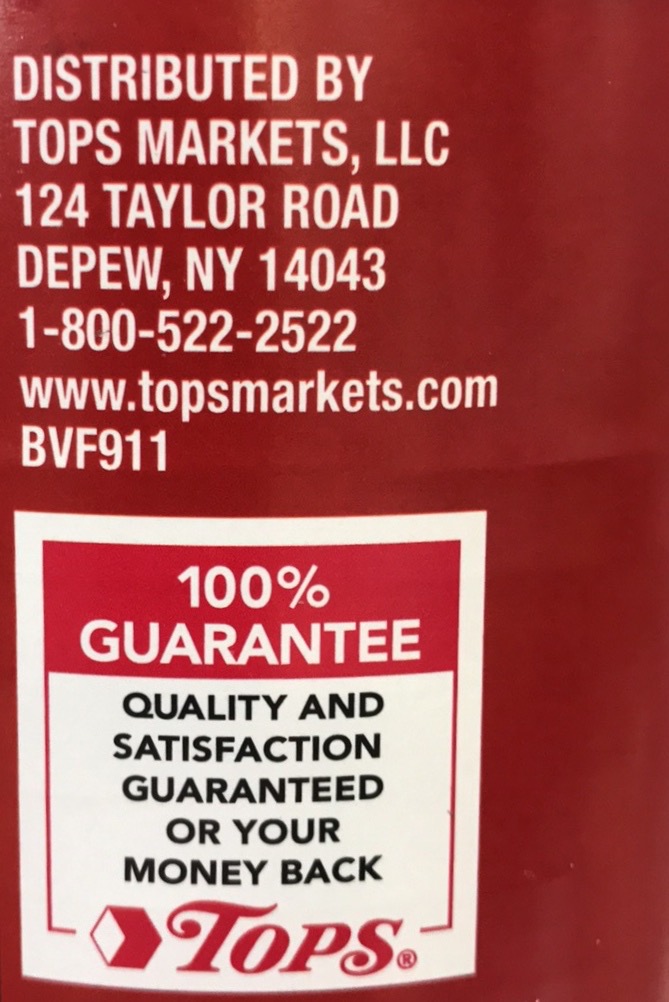 DISTRIBUTED BY
TOPS MARKETS, LLC
124 TAYLOR ROAD
DEPEW, NY 14043
1-800-522-2522
www.topsmarkets.com
BVF911
100%
GUARANTEE
QUALITY AND
SATISFACTION
GUARANTEED
OR YOUR
MONEY BACK
TOPS®